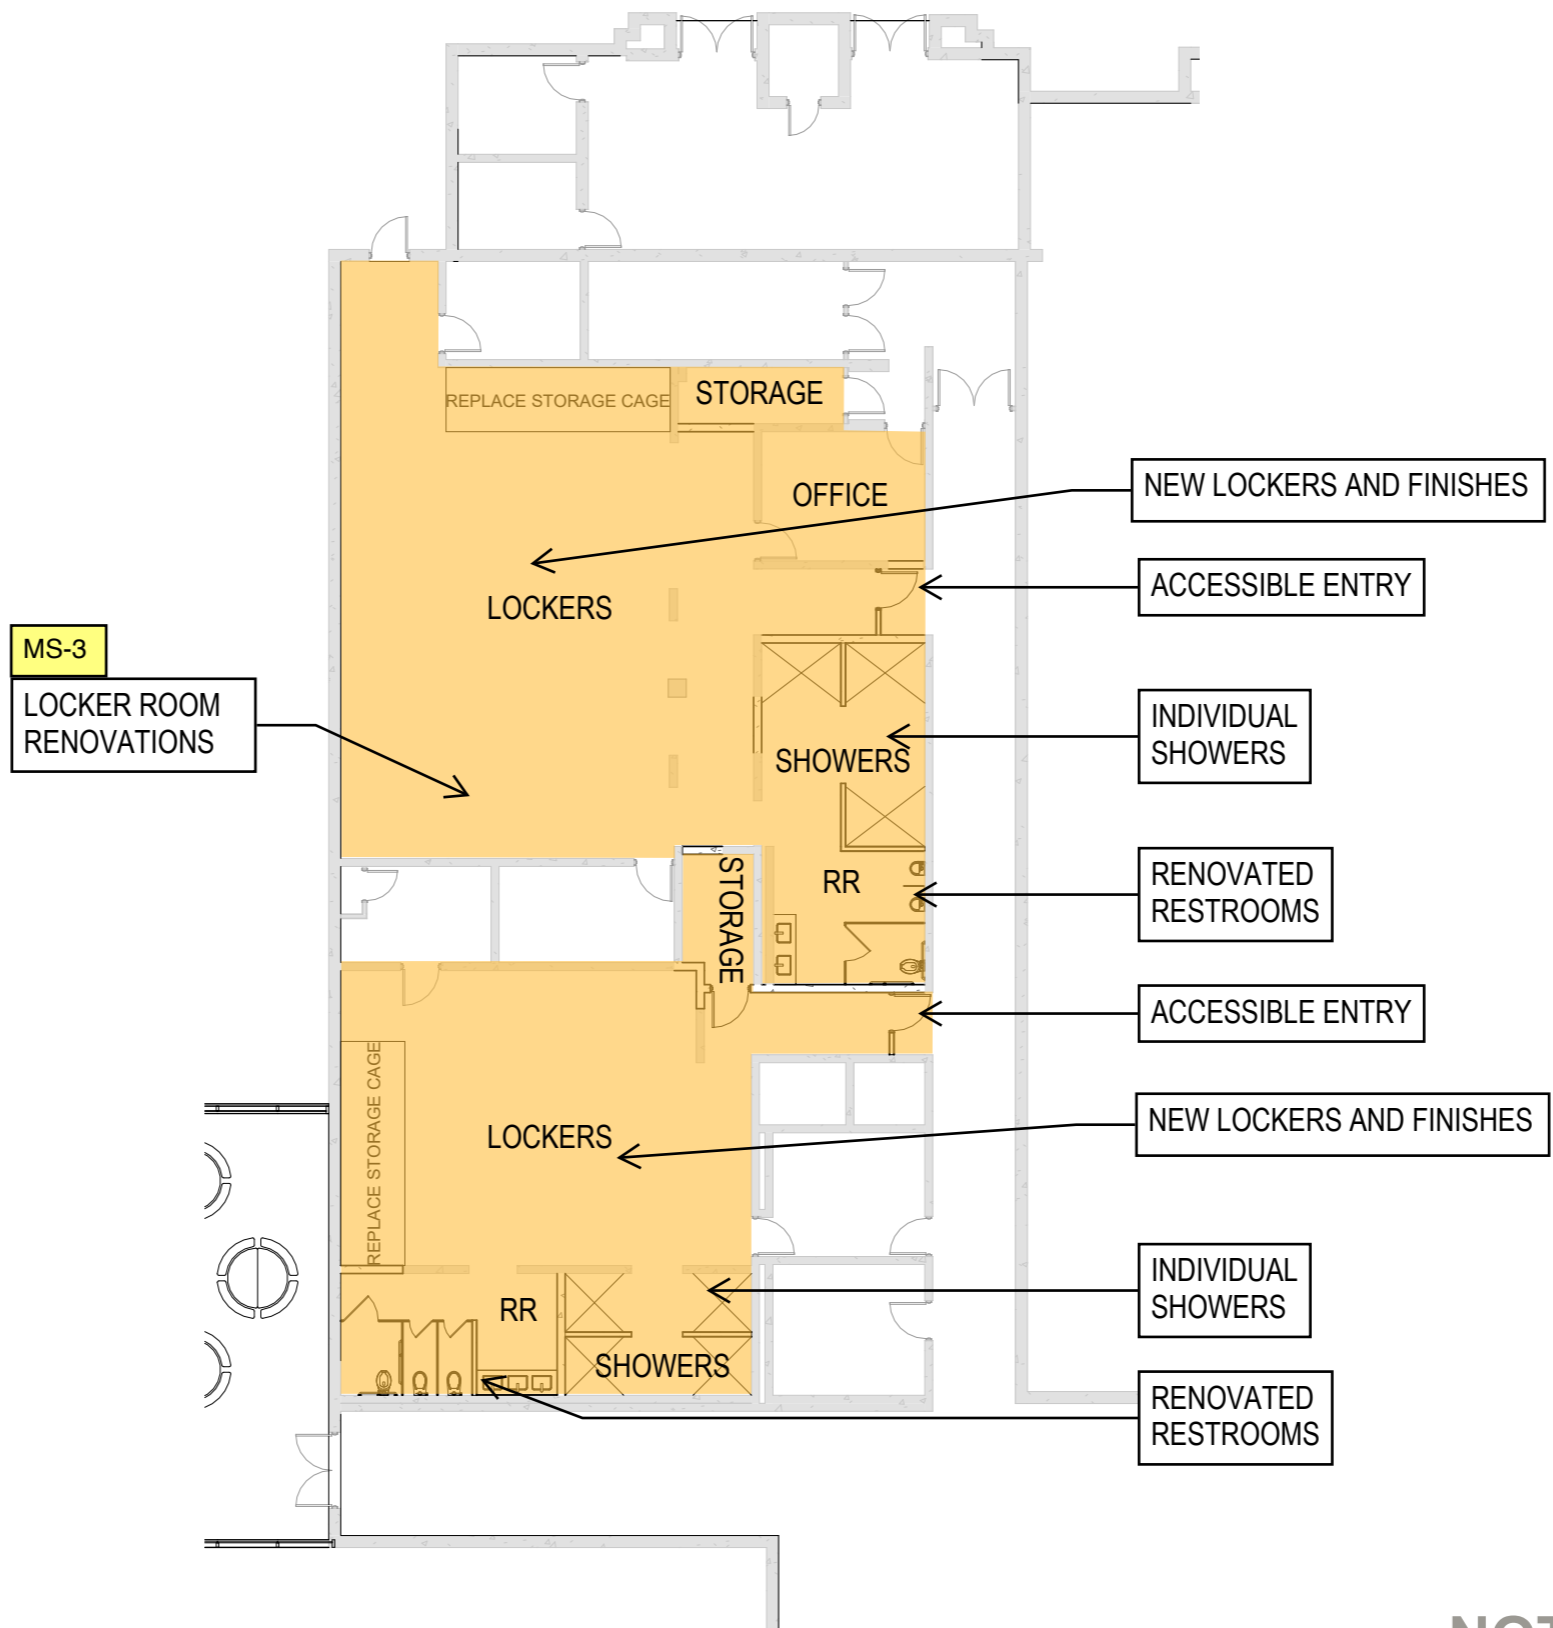 STORAGE
REPLACE STORAGE CAGE
NEW LOCKERS AND FINISHES
OFFICE
ACCESSIBLE ENTRY
LOCKERS
MS-3
LOCKER ROOM
RENOVATIONS
INDIVIDUAL
SHOWERS
SHOWERS
STORAGE
RR
RENOVATED
RESTROOMS
ACCESSIBLE ENTRY
REPLACE STORAGE CAGE
LOCKERS
NEW LOCKERS AND FINISHES
INDIVIDUAL
SHOWERS
RR
SHOWERS
RENOVATED
RESTROOMS